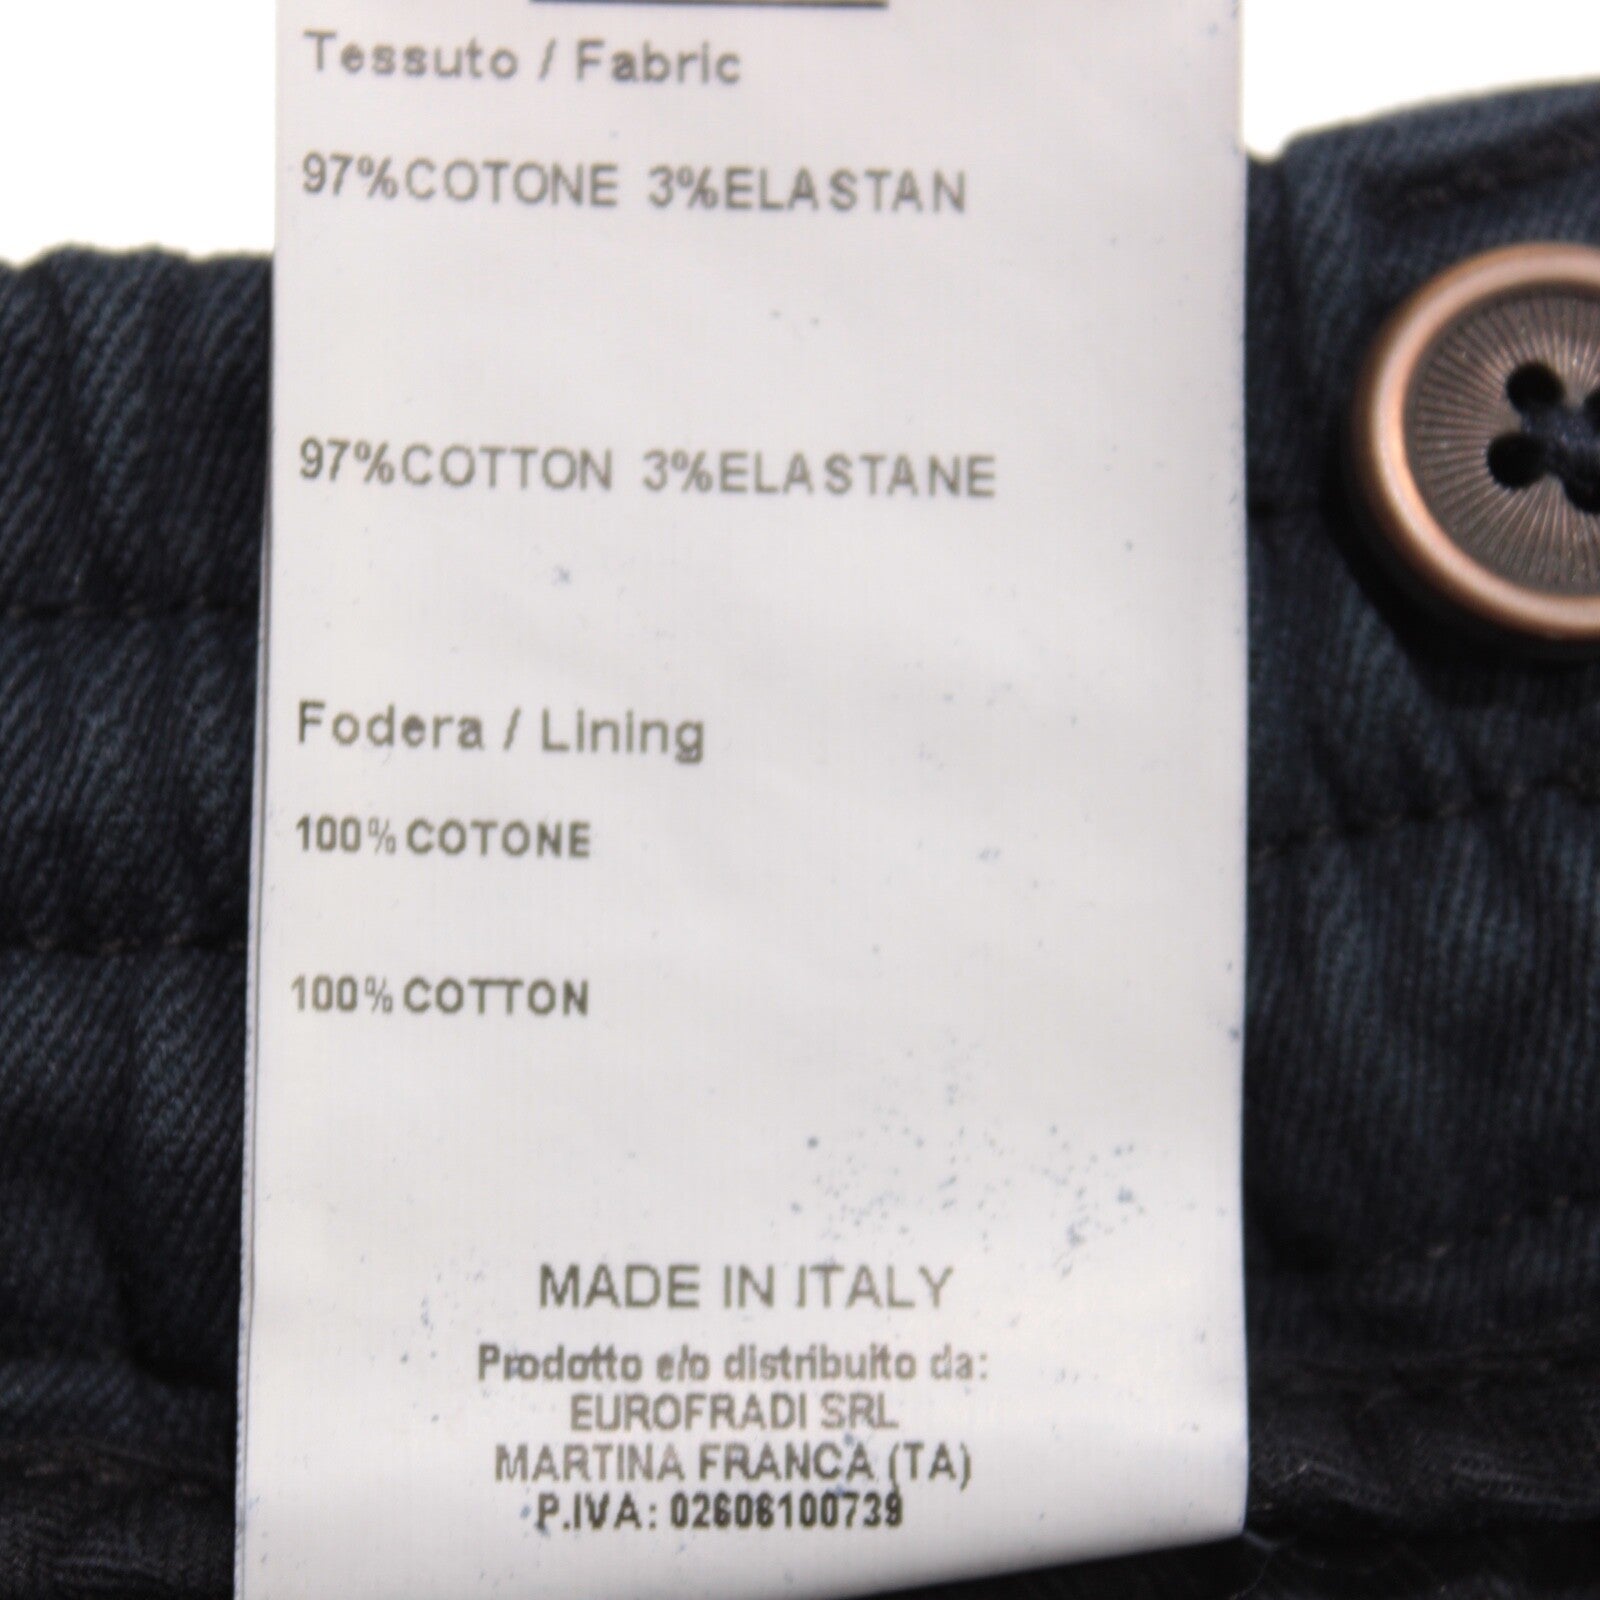 Tessuto / Fabric
97%COTONE 3%ELASTAN
97%COTTON 3%ELASTANE
Fodera / Lining
100%COTONE
100%COTTON
MADE IN ITALY
Prodotto e/o distribuito da:
EUROFRADI SRL
MARTINA FRANCA (TA)
P.IVA: 02606100739